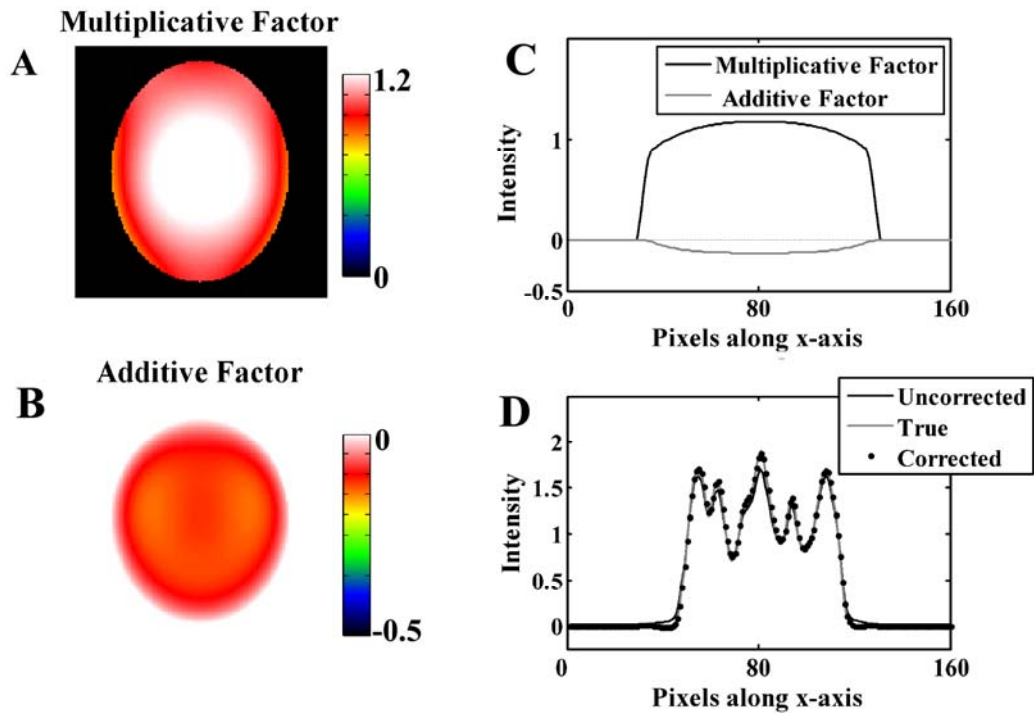 Multiplicative Factor
A
1.2
0
C
Multiplicative Factor
Additive Factor
1
0
-0.5
Intensity
0 80 160
Pixels along x-axis
Additive Factor
B
0
-0.5
D
Uncorrected
True
Corrected
2
1.5
1
0.5
0
Intensity
0 80 160
Pixels along x-axis